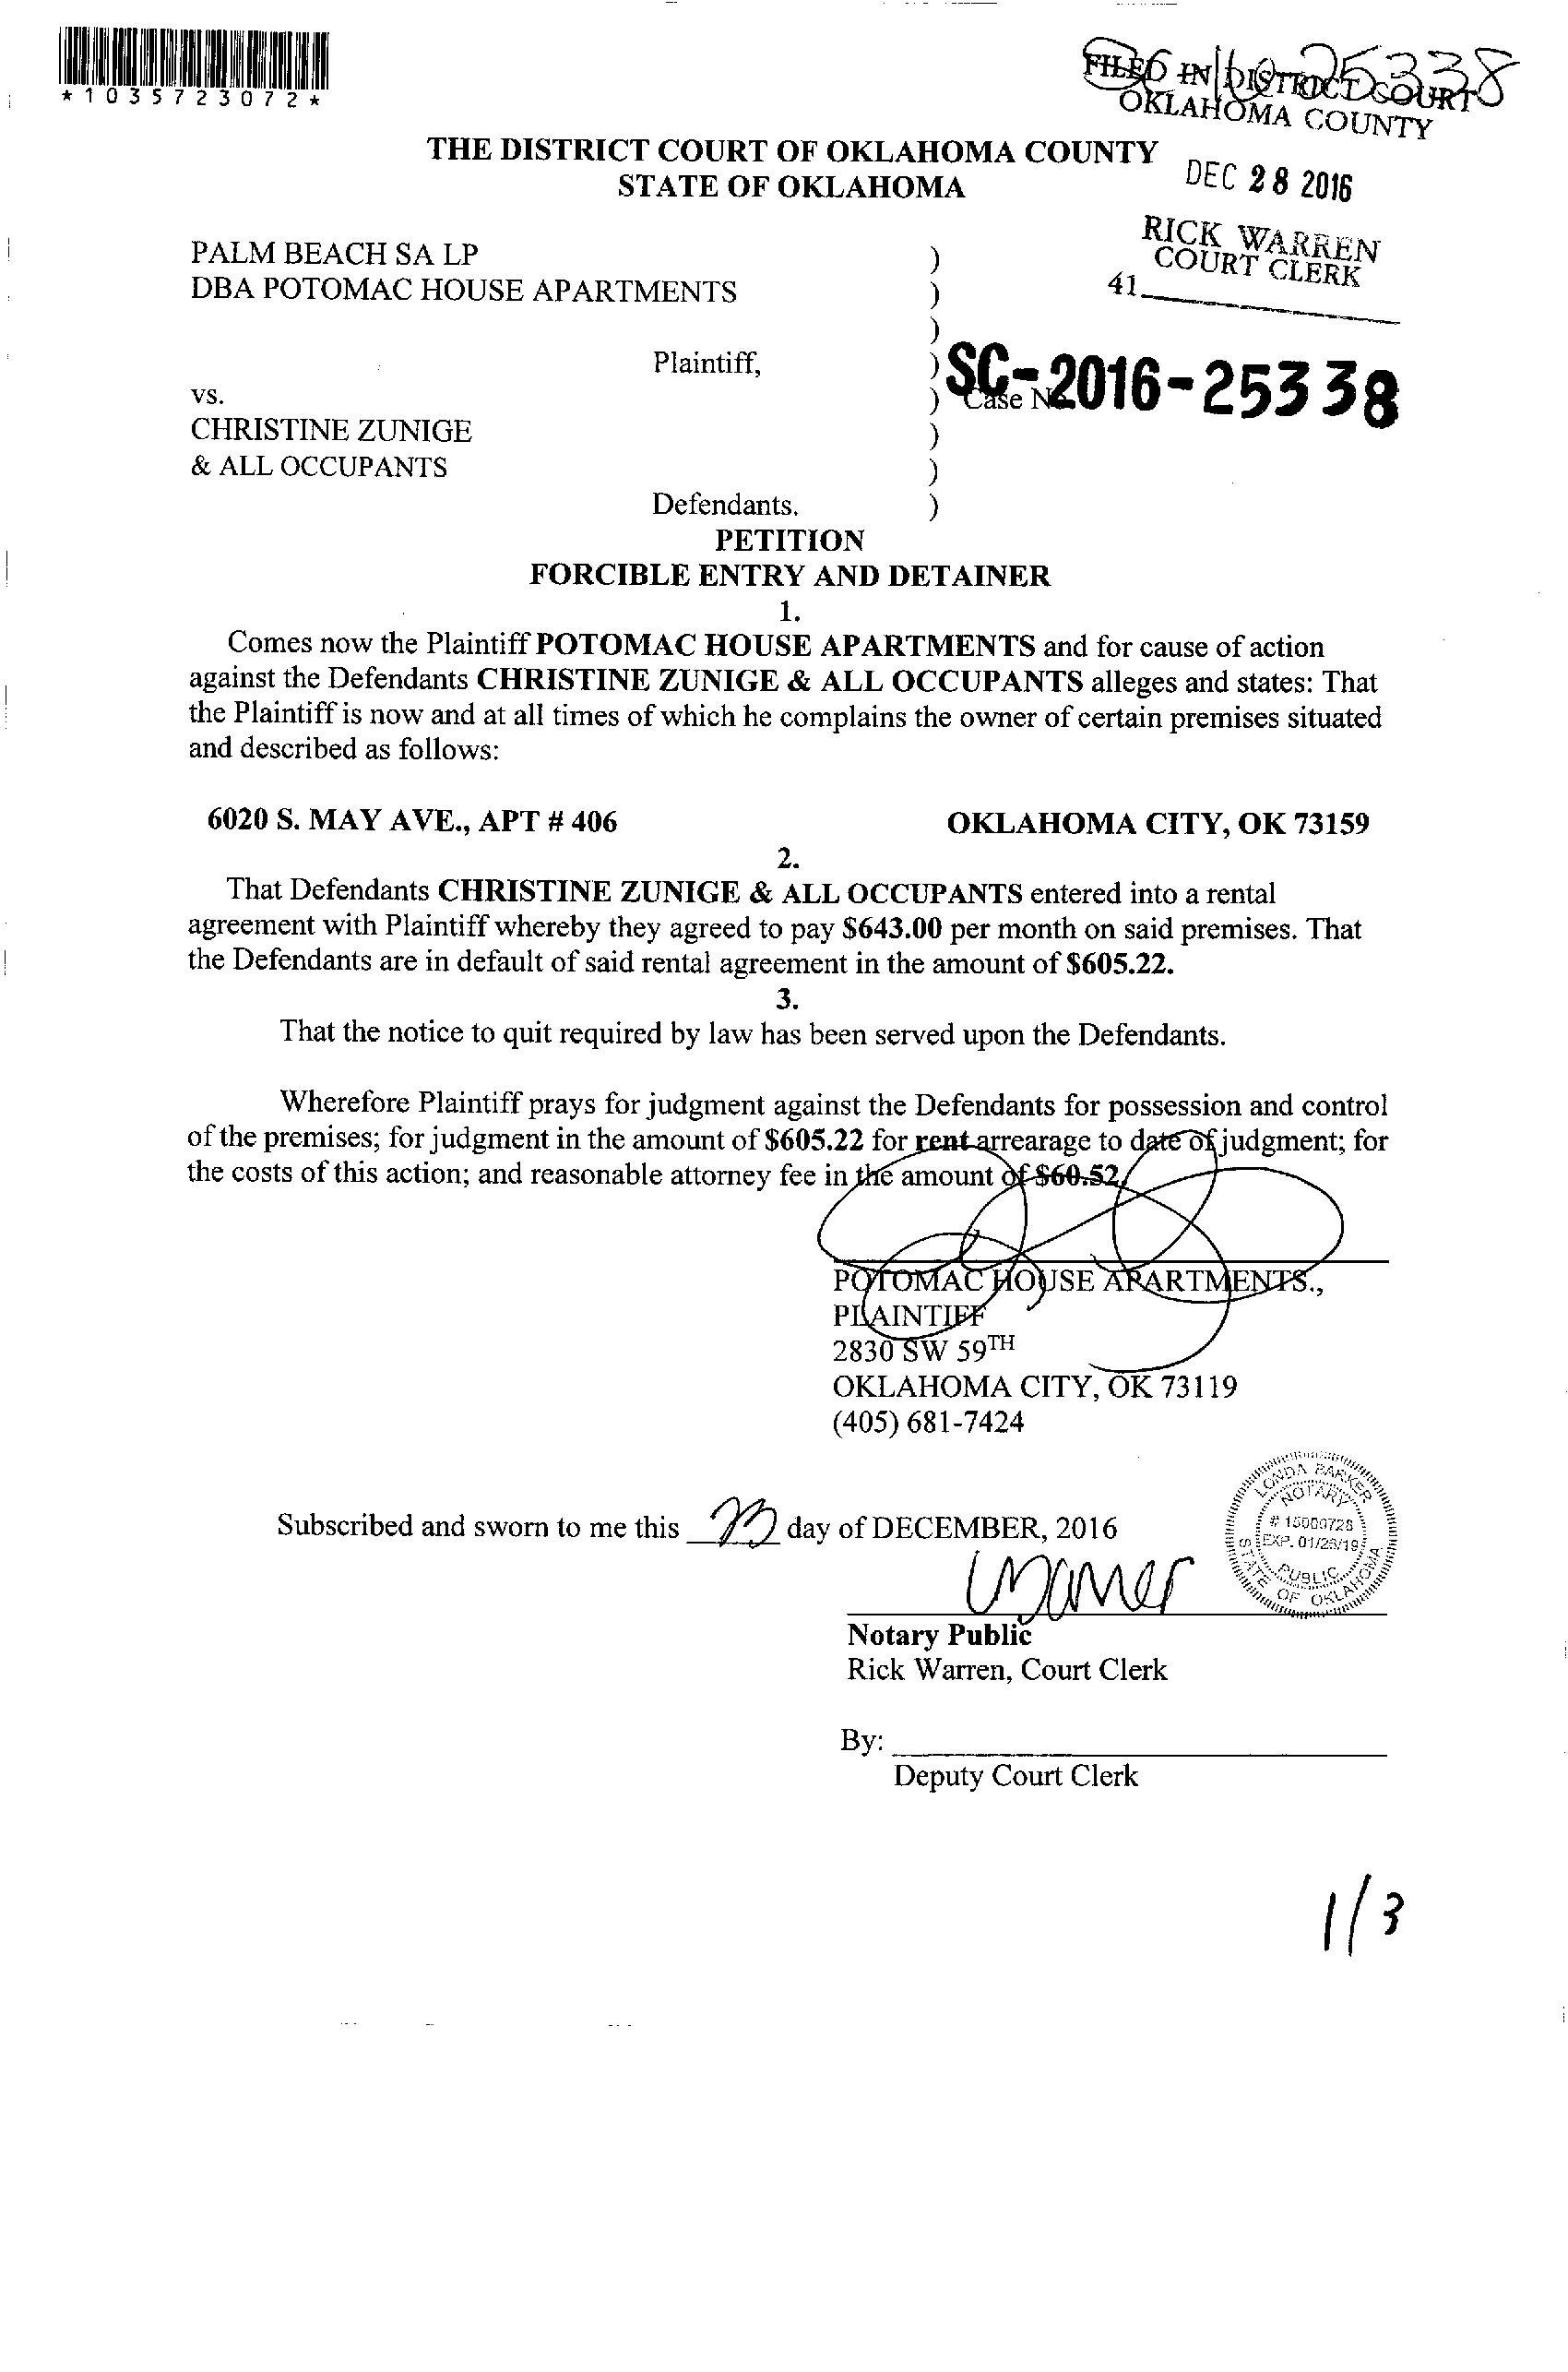 *1035723072*
SC 16-25338
FILED IN DISTRICT COURT
OKLAHOMA COUNTY
THE DISTRICT COURT OF OKLAHOMA COUNTY
STATE OF OKLAHOMA
DEC 28 2016
RICK WARREN
COURT CLERK
41
PALM BEACH SA LP )
DBA POTOMAC HOUSE APARTMENTS )
)
Plaintiff, )
vs. ) Case No. SC-2016-25338
CHRISTINE ZUNIGE )
& ALL OCCUPANTS )
Defendants. )
PETITION
FORCIBLE ENTRY AND DETAINER
1.
Comes now the Plaintiff POTOMAC HOUSE APARTMENTS and for cause of action
against the Defendants CHRISTINE ZUNIGE & ALL OCCUPANTS alleges and states: That
the Plaintiff is now and at all times of which he complains the owner of certain premises situated
and described as follows:
6020 S. MAY AVE., APT # 406 OKLAHOMA CITY, OK 73159
2.
That Defendants CHRISTINE ZUNIGE & ALL OCCUPANTS entered into a rental
agreement with Plaintiff whereby they agreed to pay $643.00 per month on said premises. That
the Defendants are in default of said rental agreement in the amount of $605.22.
3.
That the notice to quit required by law has been served upon the Defendants.
Wherefore Plaintiff prays for judgment against the Defendants for possession and control
of the premises; for judgment in the amount of $605.22 for rent arrearage to date of judgment; for
the costs of this action; and reasonable attorney fee in the amount of $60.52
POTOMAC HOUSE APARTMENTS.,
PLAINTIFF
2830 SW 59TH
OKLAHOMA CITY, OK 73119
(405) 681-7424
LONDA PARKER
NOTARY
# 15000728
EXP. 01/26/19
PUBLIC
STATE OF OKLAHOMA
Subscribed and sworn to me this 23 day of DECEMBER, 2016
Notary Public
Rick Warren, Court Clerk
By:
Deputy Court Clerk
1/3